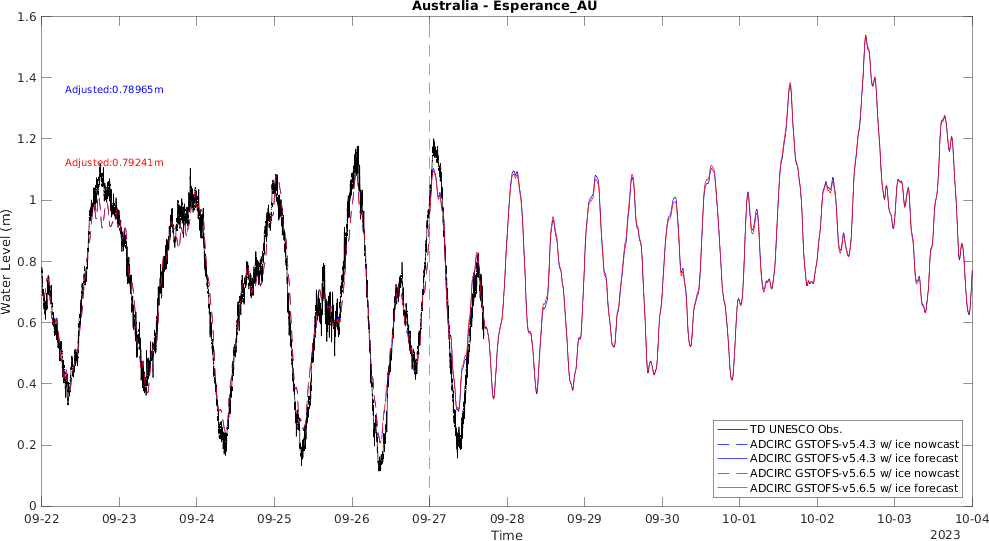 Australia - Esperance_AU
1.6
1.4
1.2
1
0.8
0.6
0.4
0.2
0
Water Level (m)
Adjusted:0.78965m
Adjusted:0.79241m
TD UNESCO Obs.
ADCIRC GSTOFS-v5.4.3 w/ ice nowcast
ADCIRC GSTOFS-v5.4.3 w/ ice forecast
ADCIRC GSTOFS-v5.6.5 w/ ice nowcast
ADCIRC GSTOFS-v5.6.5 w/ ice forecast
09-22 09-23 09-24 09-25 09-26 09-27 09-28 09-29 09-30 10-01 10-02 10-03 10-04
Time
2023